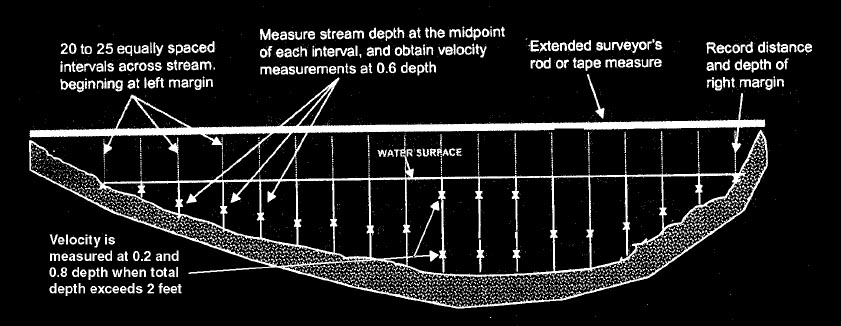 20 to 25 equally spaced
intervals across stream.
beginning at left margin
Measure stream depth at the midpoint
of each interval, and obtain velocity
measurements at 0.6 depth
Extended surveyor's
rod or tape measure
Record distance
and depth of
right margin
WATER SURFACE
Velocity is
measured at 0.2 and
0.8 depth when total
depth exceeds 2 feet